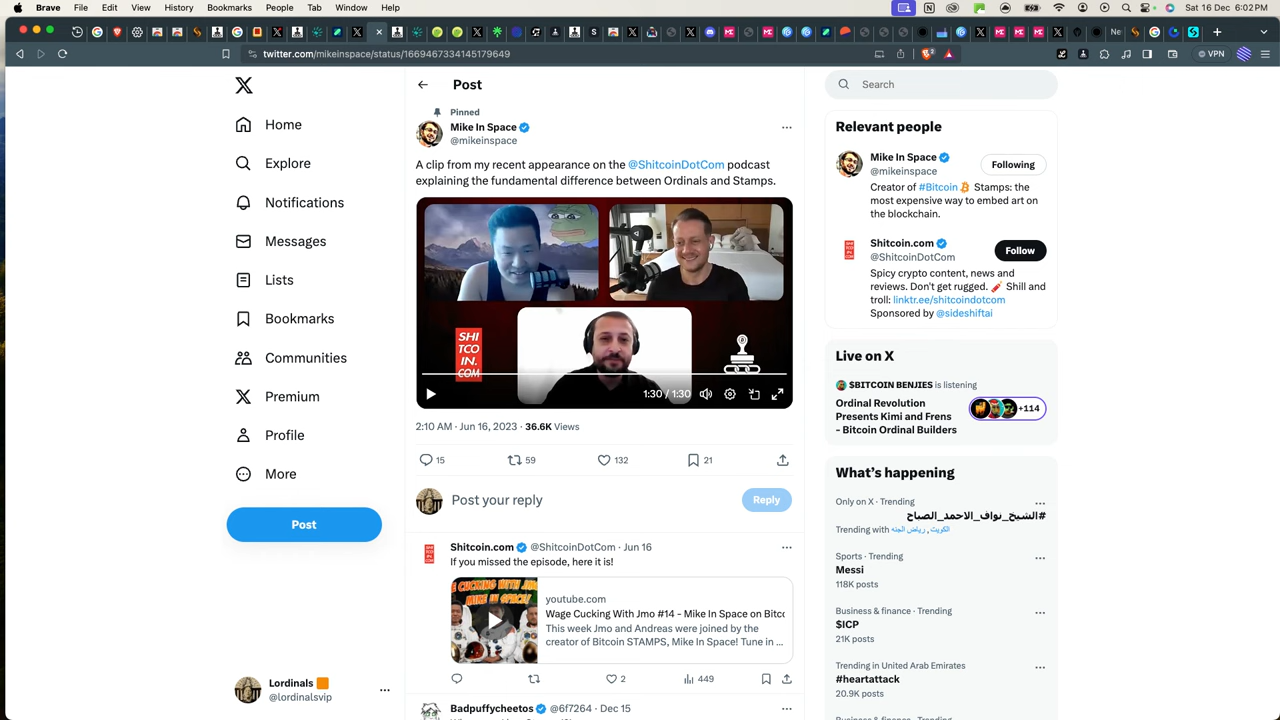 Brave File Edit View History Bookmarks People Tab Window Help
Sat 16 Dec 6:02 PM
Ne
twitter.com/mikeinspace/status/1669467334145179649
VPN
Home
Explore
Notifications
Messages
Lists
Bookmarks
Communities
Premium
Profile
More
Post
Lordinals
@lordinalsvip
Post
Pinned
Mike In Space
@mikeinspace
A clip from my recent appearance on the @ShitcoinDotCom podcast
explaining the fundamental difference between Ordinals and Stamps.
SHI
TCO
IN.
COM
1:30 / 1:30
2:10 AM · Jun 16, 2023 · 36.6K Views
15 59 132 21
Post your reply
Reply
Shitcoin.com @ShitcoinDotCom · Jun 16
If you missed the episode, here it is!
E CUCKING WITH JMO
MIKE IN SPACE!
youtube.com
Wage Cucking With Jmo #14 - Mike In Space on Bitcc
This week Jmo and Andreas were joined by the
creator of Bitcoin STAMPS, Mike In Space! Tune in ...
2 449
Badpuffycheetos @6f7264 · Dec 15
Search
Relevant people
Mike In Space
@mikeinspace
Following
Creator of #Bitcoin Stamps: the
most expensive way to embed art on
the blockchain.
Shitcoin.com
@ShitcoinDotCom
Follow
Spicy crypto content, news and
reviews. Don't get rugged. Shill and
troll: linktr.ee/shitcoindotcom
Sponsored by @sideshiftai
Live on X
$BITCOIN BENJIES is listening
Ordinal Revolution
Presents Kimi and Frens
- Bitcoin Ordinal Builders
+114
What's happening
Only on X · Trending
#الشيخ_نواف_الاحمد_الصباح
Trending with الكويت, رياض الجنه
Sports · Trending
Messi
118K posts
Business & finance · Trending
$ICP
21K posts
Trending in United Arab Emirates
#heartattack
20.9K posts